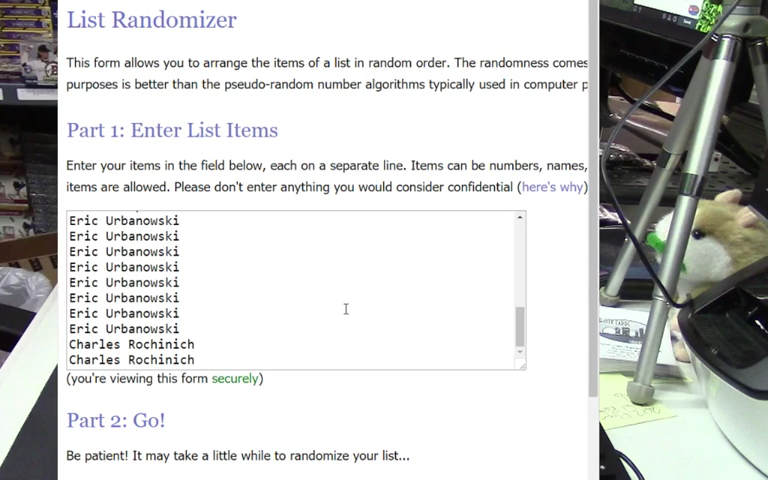 List Randomizer
This form allows you to arrange the items of a list in random order. The randomness comes
purposes is better than the pseudo-random number algorithms typically used in computer p
Part 1: Enter List Items
Enter your items in the field below, each on a separate line. Items can be numbers, names,
items are allowed. Please don't enter anything you would consider confidential (here's why)
Eric Urbanowski
Eric Urbanowski
Eric Urbanowski
Eric Urbanowski
Eric Urbanowski
Eric Urbanowski
Eric Urbanowski
Eric Urbanowski
Charles Rochinich
Charles Rochinich
(you're viewing this form securely)
Part 2: Go!
Be patient! It may take a little while to randomize your list...